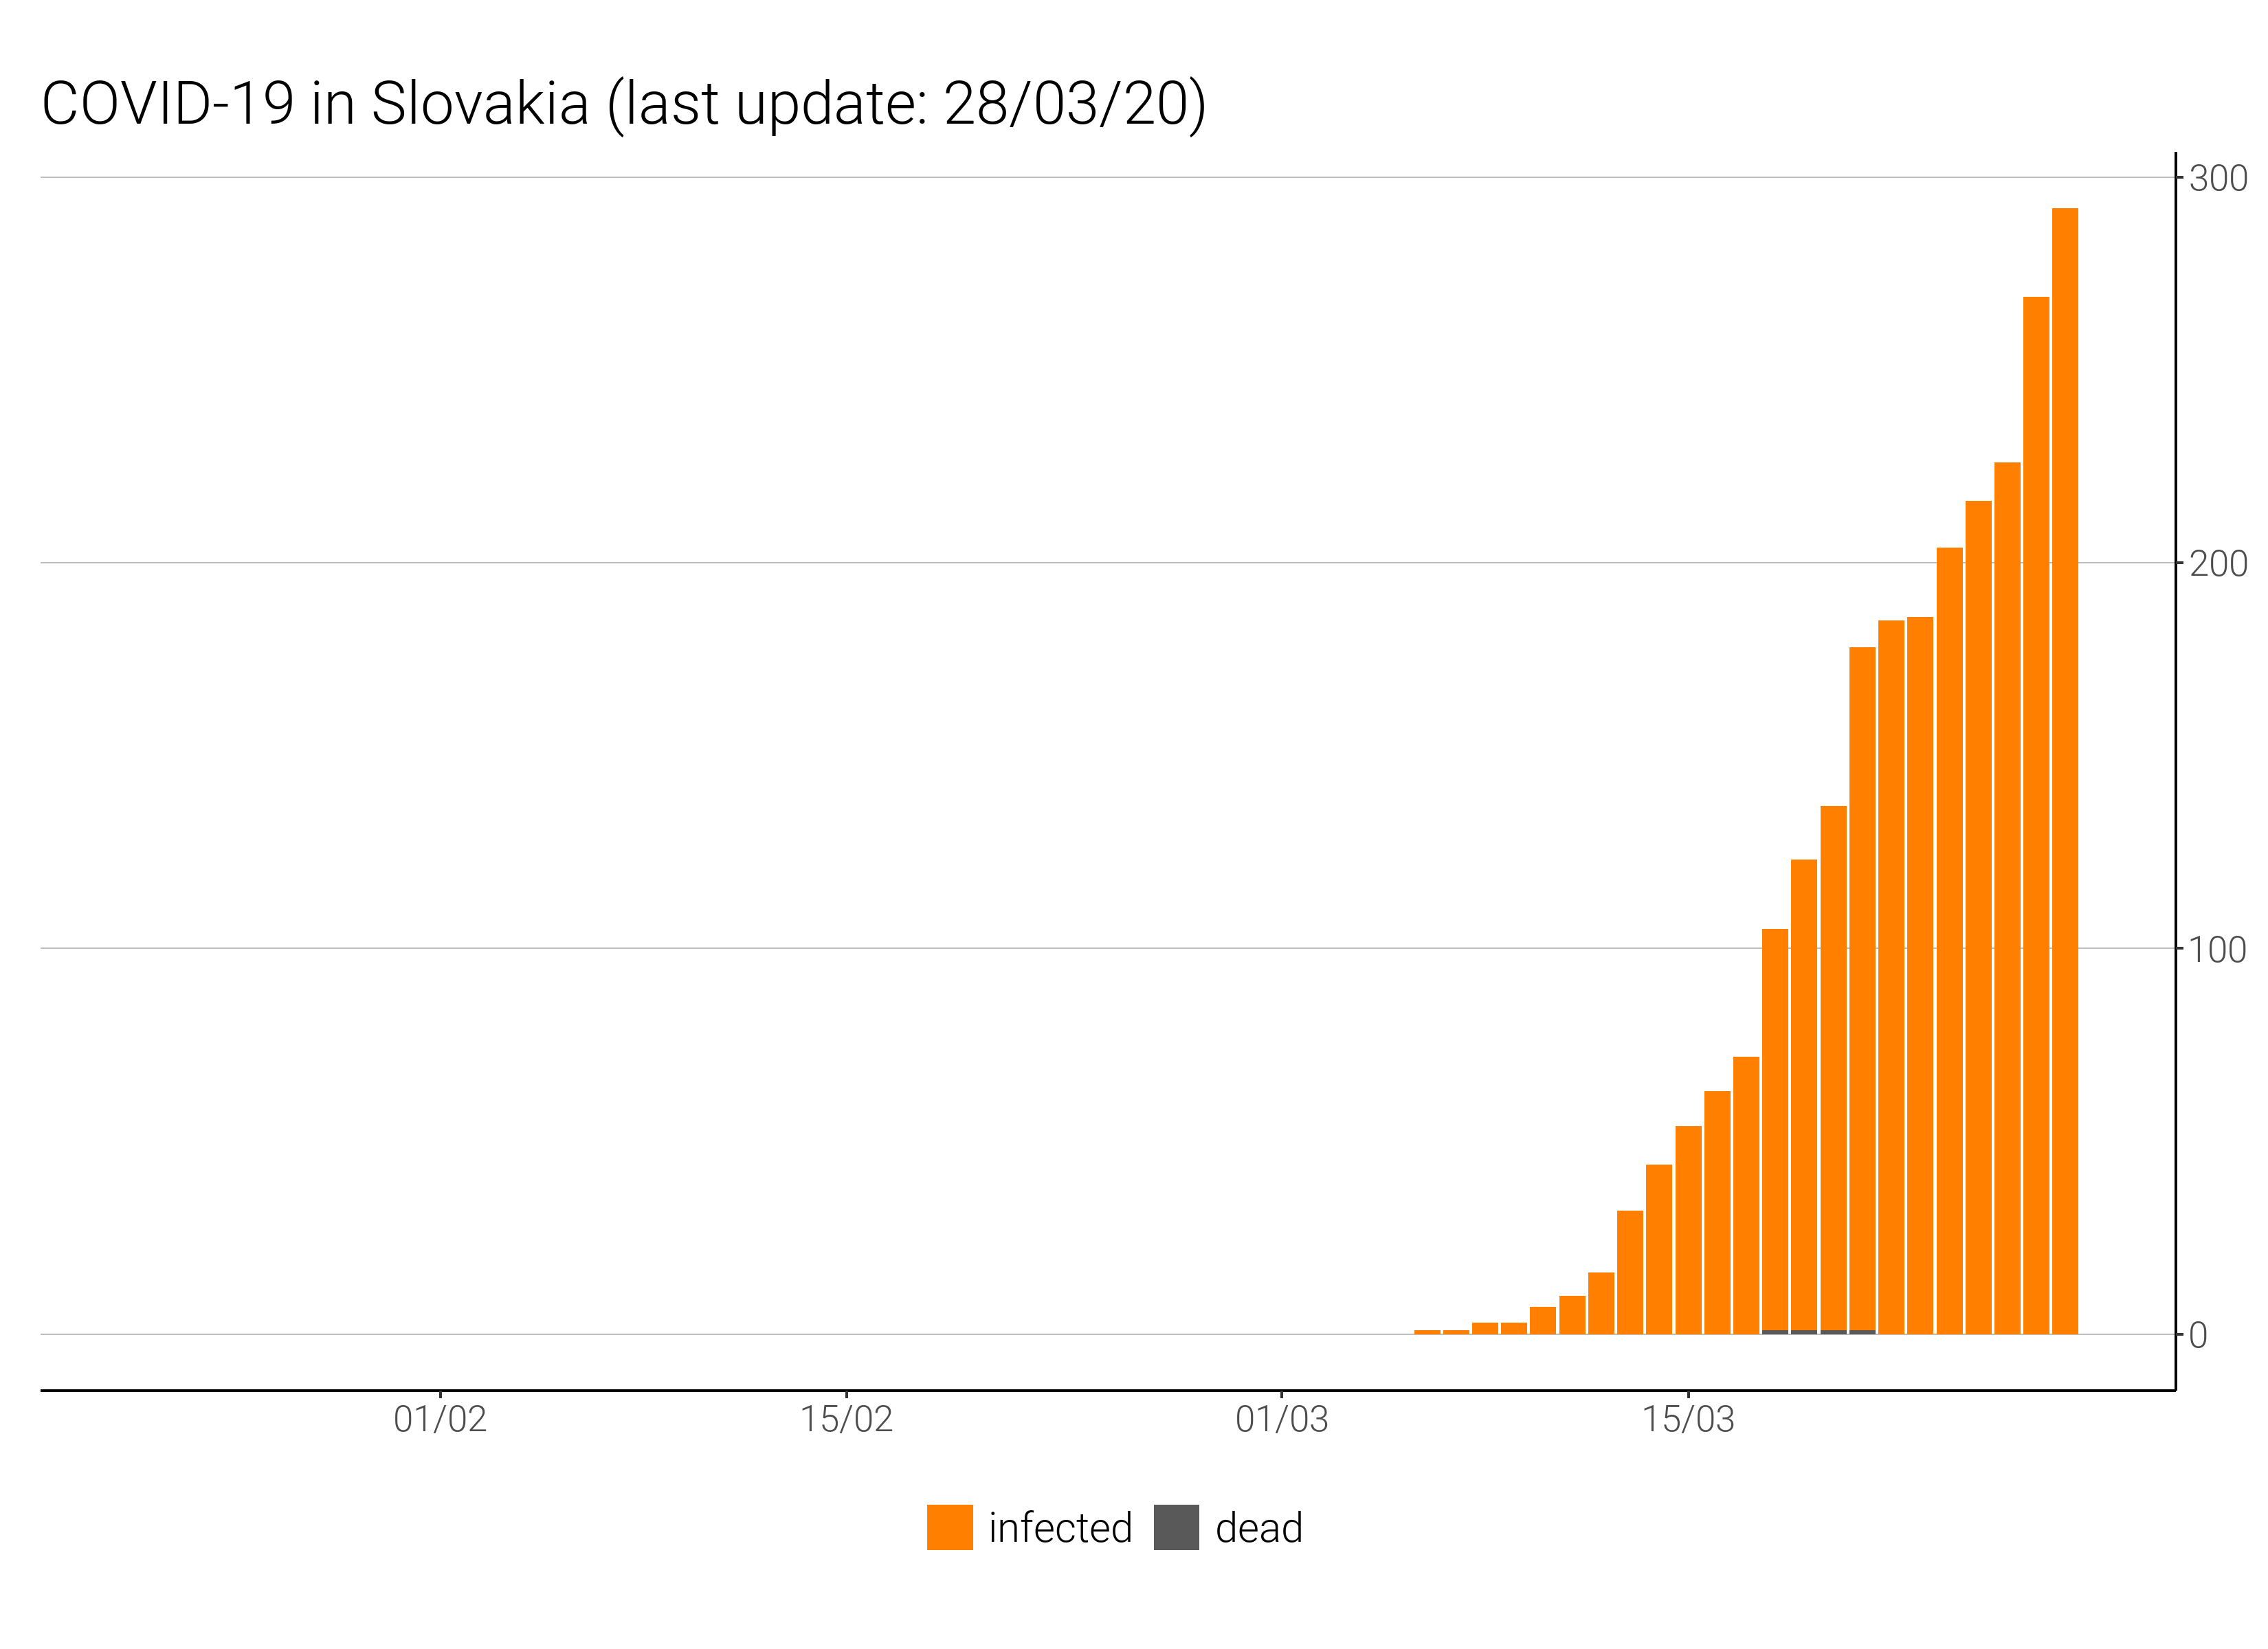 COVID-19 in Slovakia (last update: 28/03/20)
300
200
100
0
01/02 15/02 01/03 15/03
infected dead